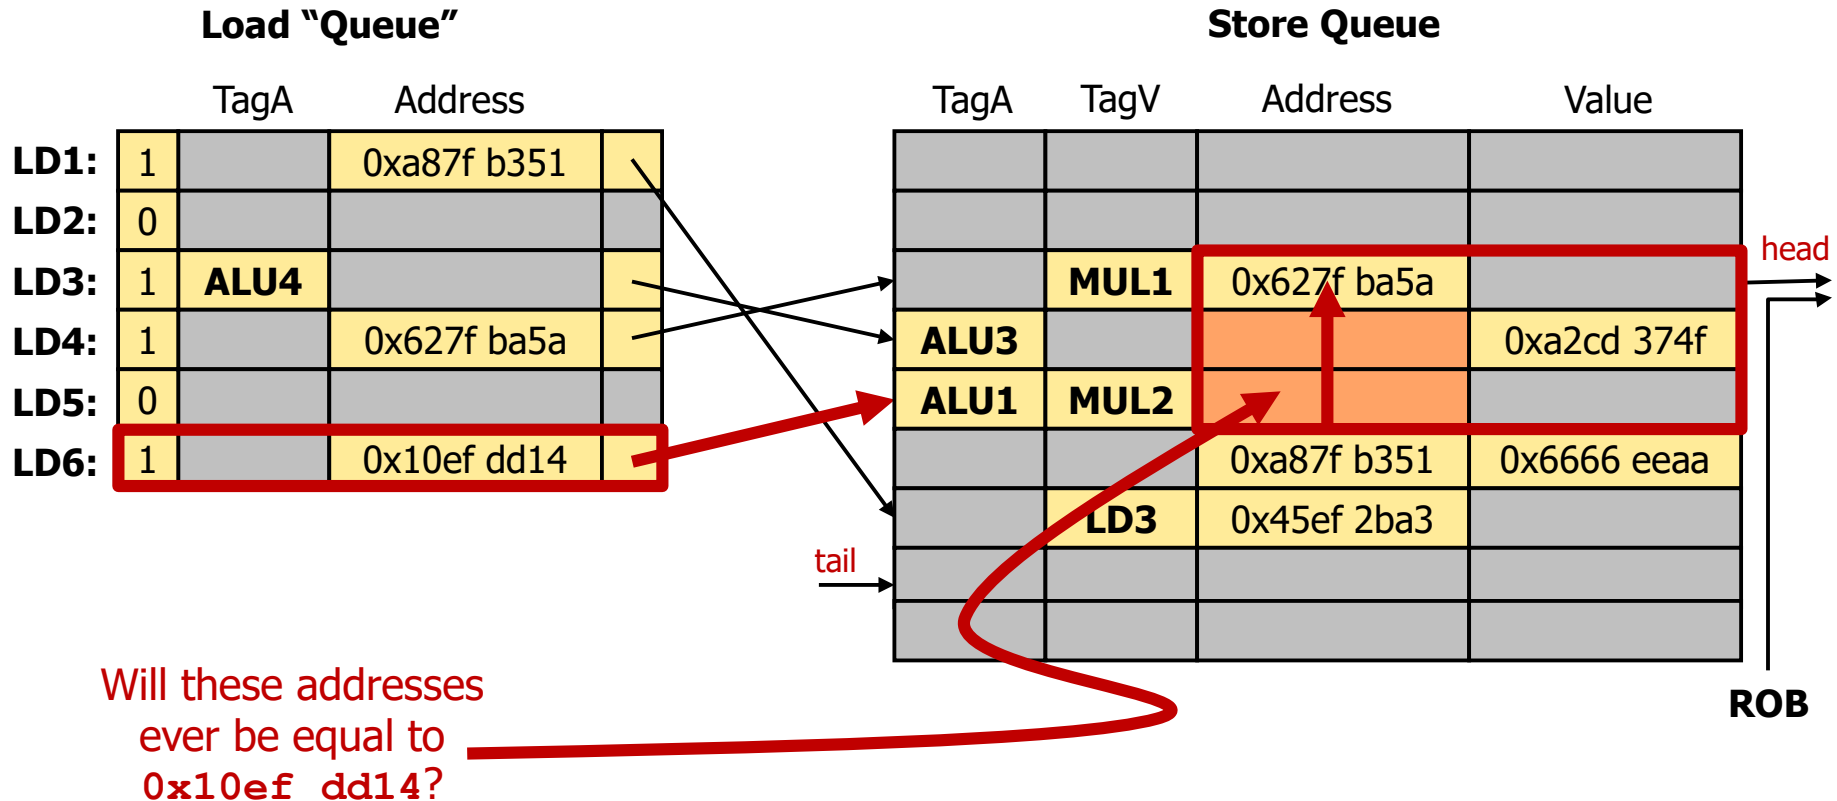 Load “Queue”
Store Queue
TagA Address
TagA TagV Address Value
LD1: 1 0xa87f b351
LD2: 0
LD3: 1 ALU4
MUL1 0x627f ba5a
head
LD4: 1 0x627f ba5a
ALU3 0xa2cd 374f
LD5: 0
ALU1 MUL2
LD6: 1 0x10ef dd14
0xa87f b351 0x6666 eeaa
LD3 0x45ef 2ba3
tail
Will these addresses
ever be equal to
0x10ef dd14?
ROB